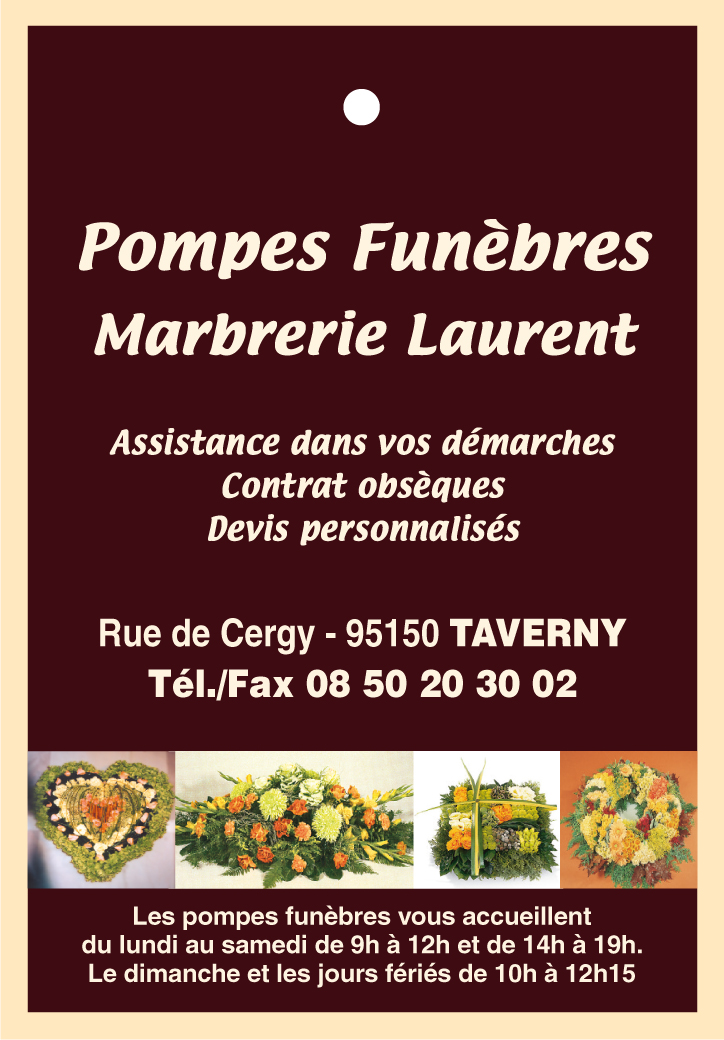 Pompes Funèbres
Marbrerie Laurent
Assistance dans vos démarches
Contrat obsèques
Devis personnalisés
Rue de Cergy - 95150 TAVERNY
Tél./Fax 08 50 20 30 02
Les pompes funèbres vous accueillent
du lundi au samedi de 9h à 12h et de 14h à 19h.
Le dimanche et les jours fériés de 10h à 12h15